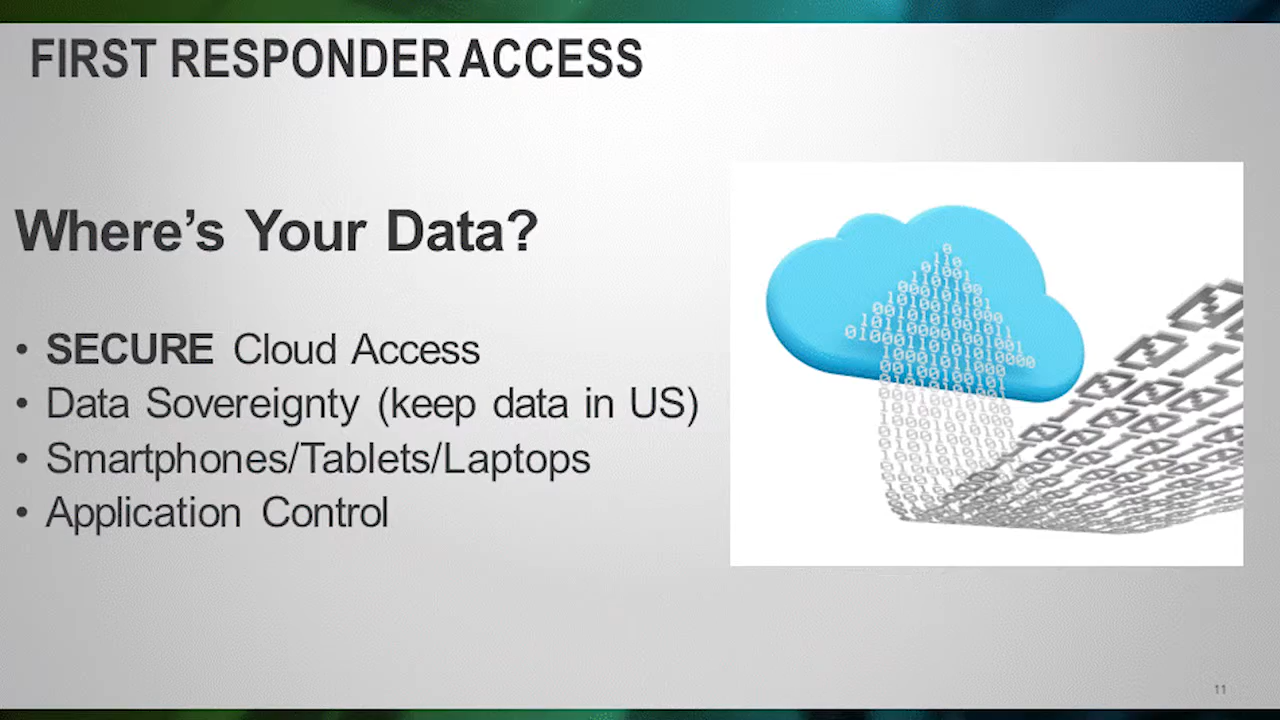 FIRST RESPONDER ACCESS
Where's Your Data?
• SECURE Cloud Access
• Data Sovereignty (keep data in US)
• Smartphones/Tablets/Laptops
• Application Control
11